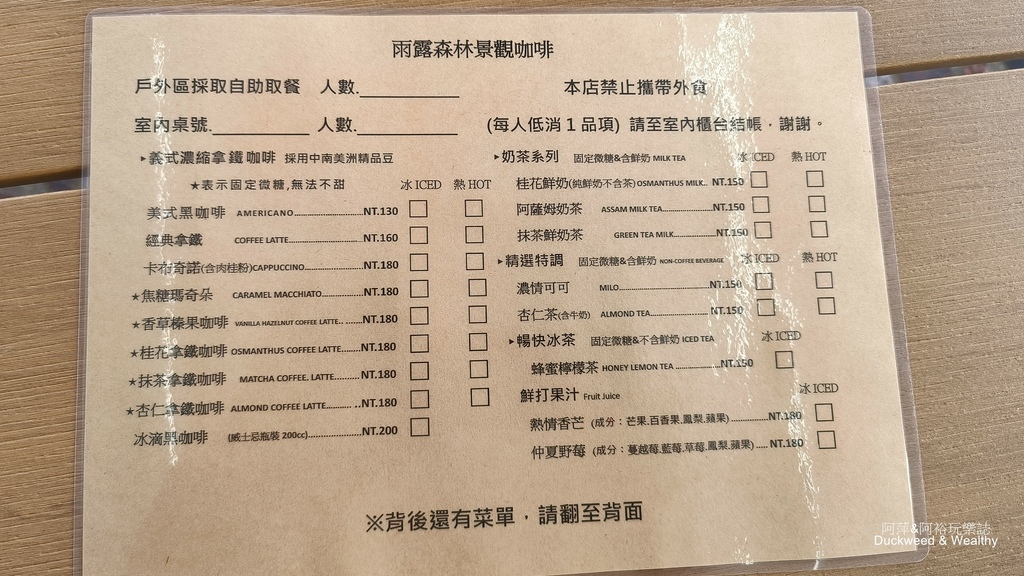 雨露森林景觀咖啡
戶外區採取自助取餐 人數.__________ 本店禁止攜帶外食
室內桌號.__________ 人數.__________ (每人低消1品項) 請至室內櫃台結帳，謝謝。
▸義式濃縮拿鐵咖啡 採用中南美洲精品豆
★表示固定微糖,無法不甜 冰 ICED 熱 HOT
美式黑咖啡 AMERICANO.......................NT.130 □ □
經典拿鐵 COFFEE LATTE.......................NT.160 □ □
卡布奇諾(含肉桂粉)CAPPUCCINO.......................NT.180 □ □
★焦糖瑪奇朵 CARAMEL MACCHIATO...............NT.180 □ □
★香草榛果咖啡 VANILLA HAZELNUT COFFEE LATTE.. ......NT.180 □ □
★桂花拿鐵咖啡 OSMANTHUS COFFEE LATTE.......NT.180 □ □
★抹茶拿鐵咖啡 MATCHA COFFEE. LATTE..........NT.180 □ □
★杏仁拿鐵咖啡 ALMOND COFFEE LATTE....... ..NT.180 □ □
冰滴黑咖啡 (威士忌瓶裝 200cc).......................NT.200 □
▸奶茶系列 固定微糖&含鮮奶 MILK TEA 冰 ICED 熱 HOT
桂花鮮奶(純鮮奶不含茶)OSMANTHUS MILK.. NT.150 □ □
阿薩姆奶茶 ASSAM MILK TEA.................NT.150 □ □
抹茶鮮奶茶 GREEN TEA MILK..............NT.150 □ □
▸精選特調 固定微糖&含鮮奶 NON-COFFEE BEVERAGE 冰 ICED 熱 HOT
濃情可可 MILO.............................NT.150 □ □
杏仁茶(含牛奶) ALMOND TEA.....................NT.150 □ □
▸暢快冰茶 固定微糖&不含鮮奶 ICED TEA 冰 ICED
蜂蜜檸檬茶 HONEY LEMON TEA ...............NT.150 □
鮮打果汁 Fruit Juice 冰 ICED
熱情香芒 (成分：芒果.百香果.鳳梨.蘋果)...............NT.180 □
仲夏野莓 (成分：蔓越莓.藍莓.草莓.鳳梨.蘋果)..... NT.180 □
※背後還有菜單，請翻至背面
阿萍&阿裕玩樂誌
Duckweed & Wealthy